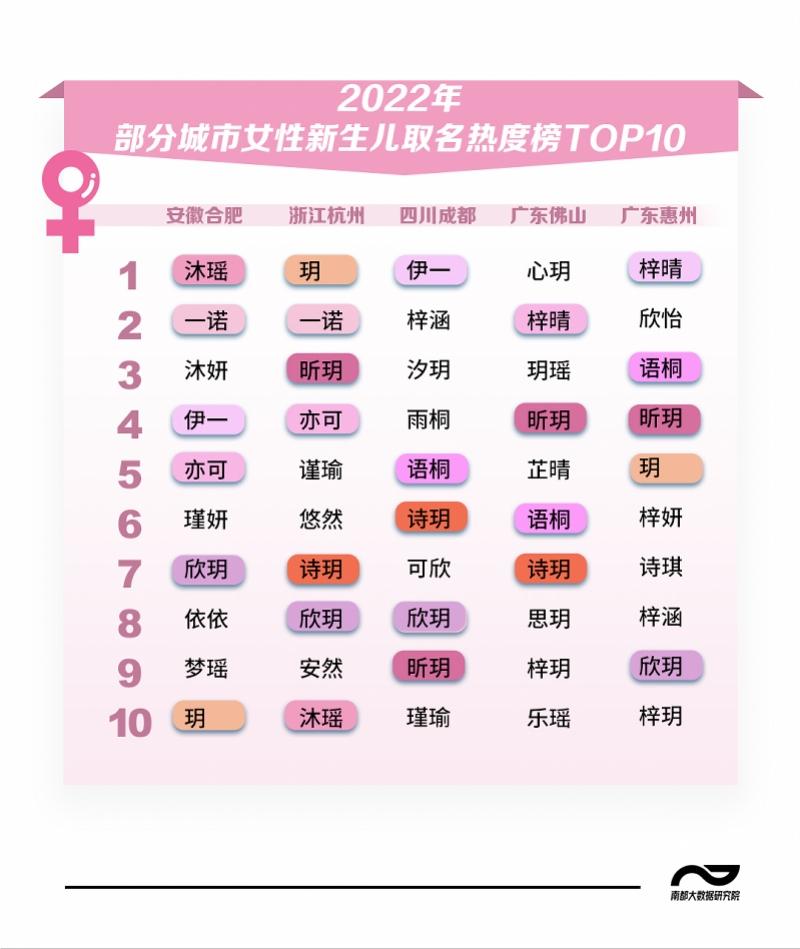 2022年
部分城市女性新生儿取名热度榜TOP10
安徽合肥 浙江杭州 四川成都 广东佛山 广东惠州
1 沐瑶 玥 伊一 心玥 梓晴
2 一诺 一诺 梓涵 梓晴 欣怡
3 沐妍 昕玥 汐玥 玥瑶 语桐
4 伊一 亦可 雨桐 昕玥 昕玥
5 亦可 谨瑜 语桐 芷晴 玥
6 瑾妍 悠然 诗玥 语桐 梓妍
7 欣玥 诗玥 可欣 诗玥 诗琪
8 依依 欣玥 欣玥 思玥 梓涵
9 梦瑶 安然 昕玥 梓玥 欣玥
10 玥 沐瑶 瑾瑜 乐瑶 梓玥
南都大数据研究院